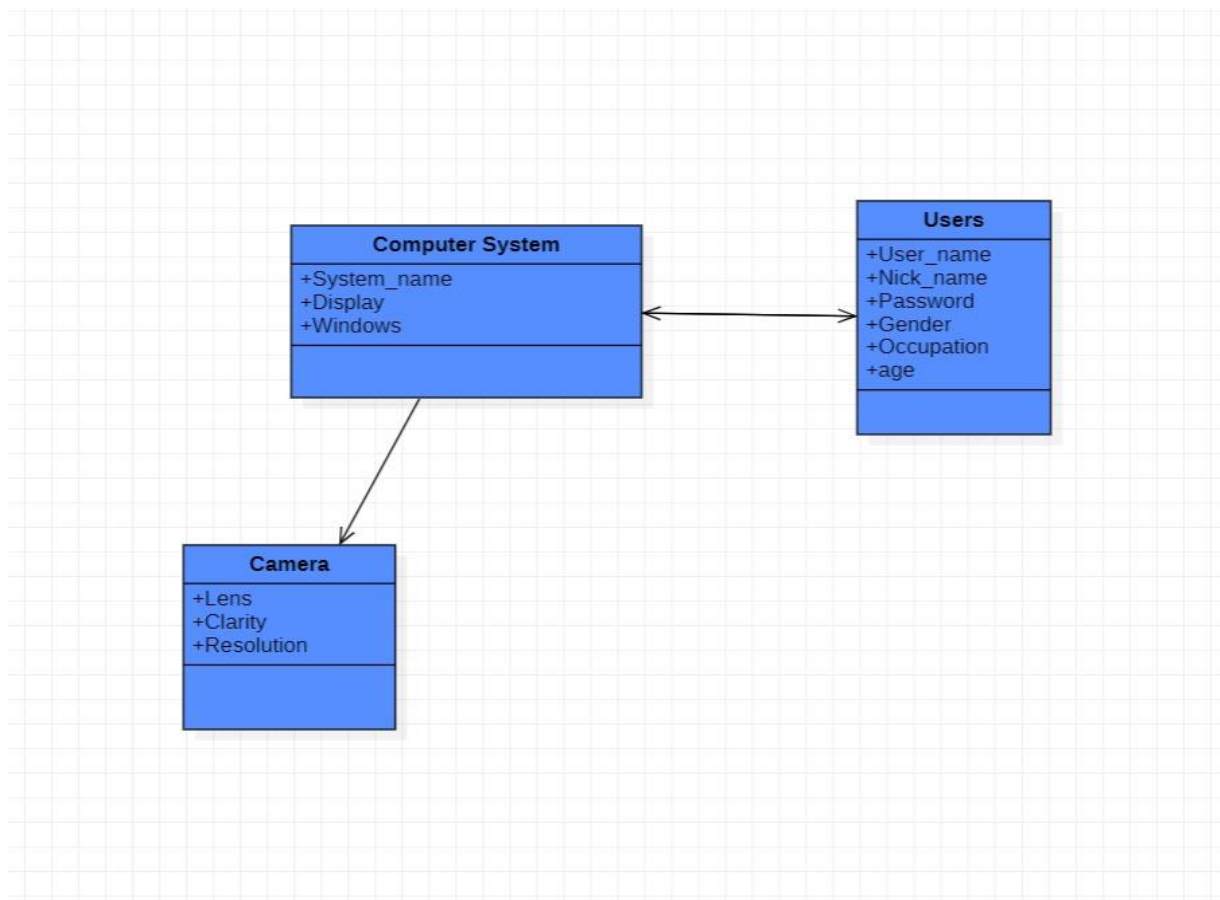 Computer System
+System_name
+Display
+Windows
Users
+User_name
+Nick_name
+Password
+Gender
+Occupation
+age
Camera
+Lens
+Clarity
+Resolution